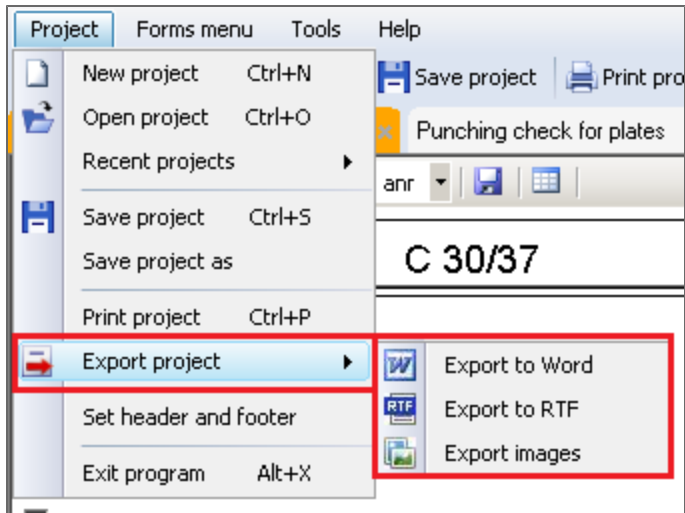 Project Forms menu Tools Help
New project Ctrl+N
Save project Print pro
Open project Ctrl+O
Punching check for plates
Recent projects
anr
Save project Ctrl+S
Save project as
C 30/37
Print project Ctrl+P
Export project
Export to Word
RTF Export to RTF
Set header and footer
Export images
Exit program Alt+X